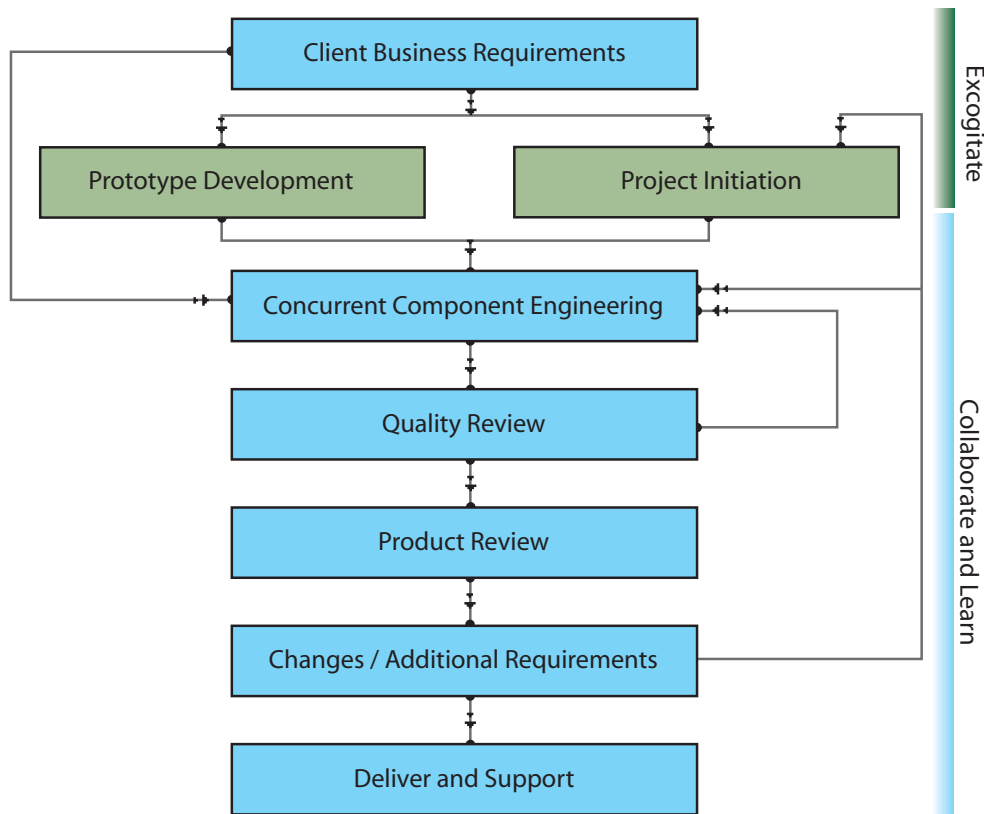 Client Business Requirements
Excogitate
Prototype Development
Project Initiation
Concurrent Component Engineering
Quality Review
Collaborate and Learn
Product Review
Changes / Additional Requirements
Deliver and Support